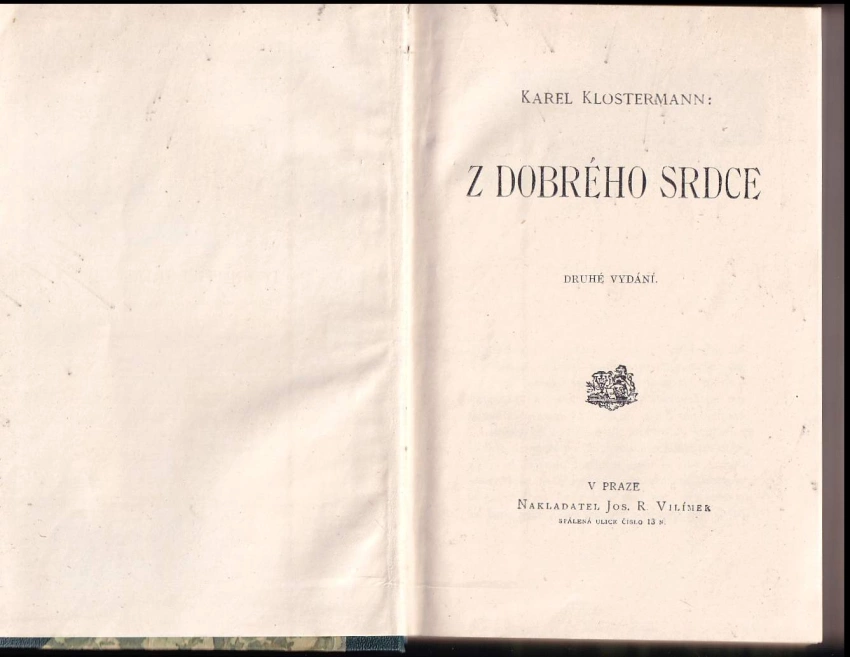 KAREL KLOSTERMANN:
Z DOBRÉHO SRDCE
DRUHÉ VYDÁNÍ.
V PRAZE
NAKLADATEL JOS. R. VILÍMEK
SPÁLENÁ ULICE ČÍSLO 13 N.